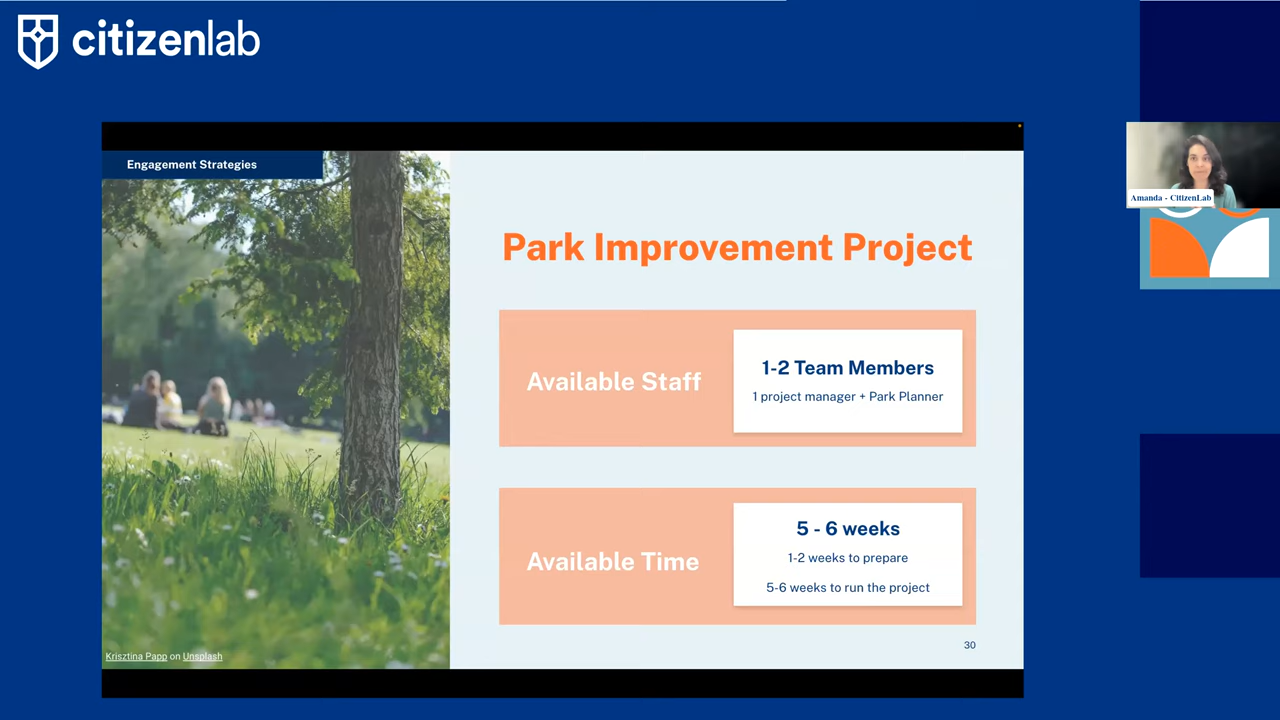 citizenlab
Engagement Strategies
Park Improvement Project
Available Staff
1-2 Team Members
1 project manager + Park Planner
Available Time
5 - 6 weeks
1-2 weeks to prepare
5-6 weeks to run the project
Krisztina Papp on Unsplash
30
Amanda - CitizenLab